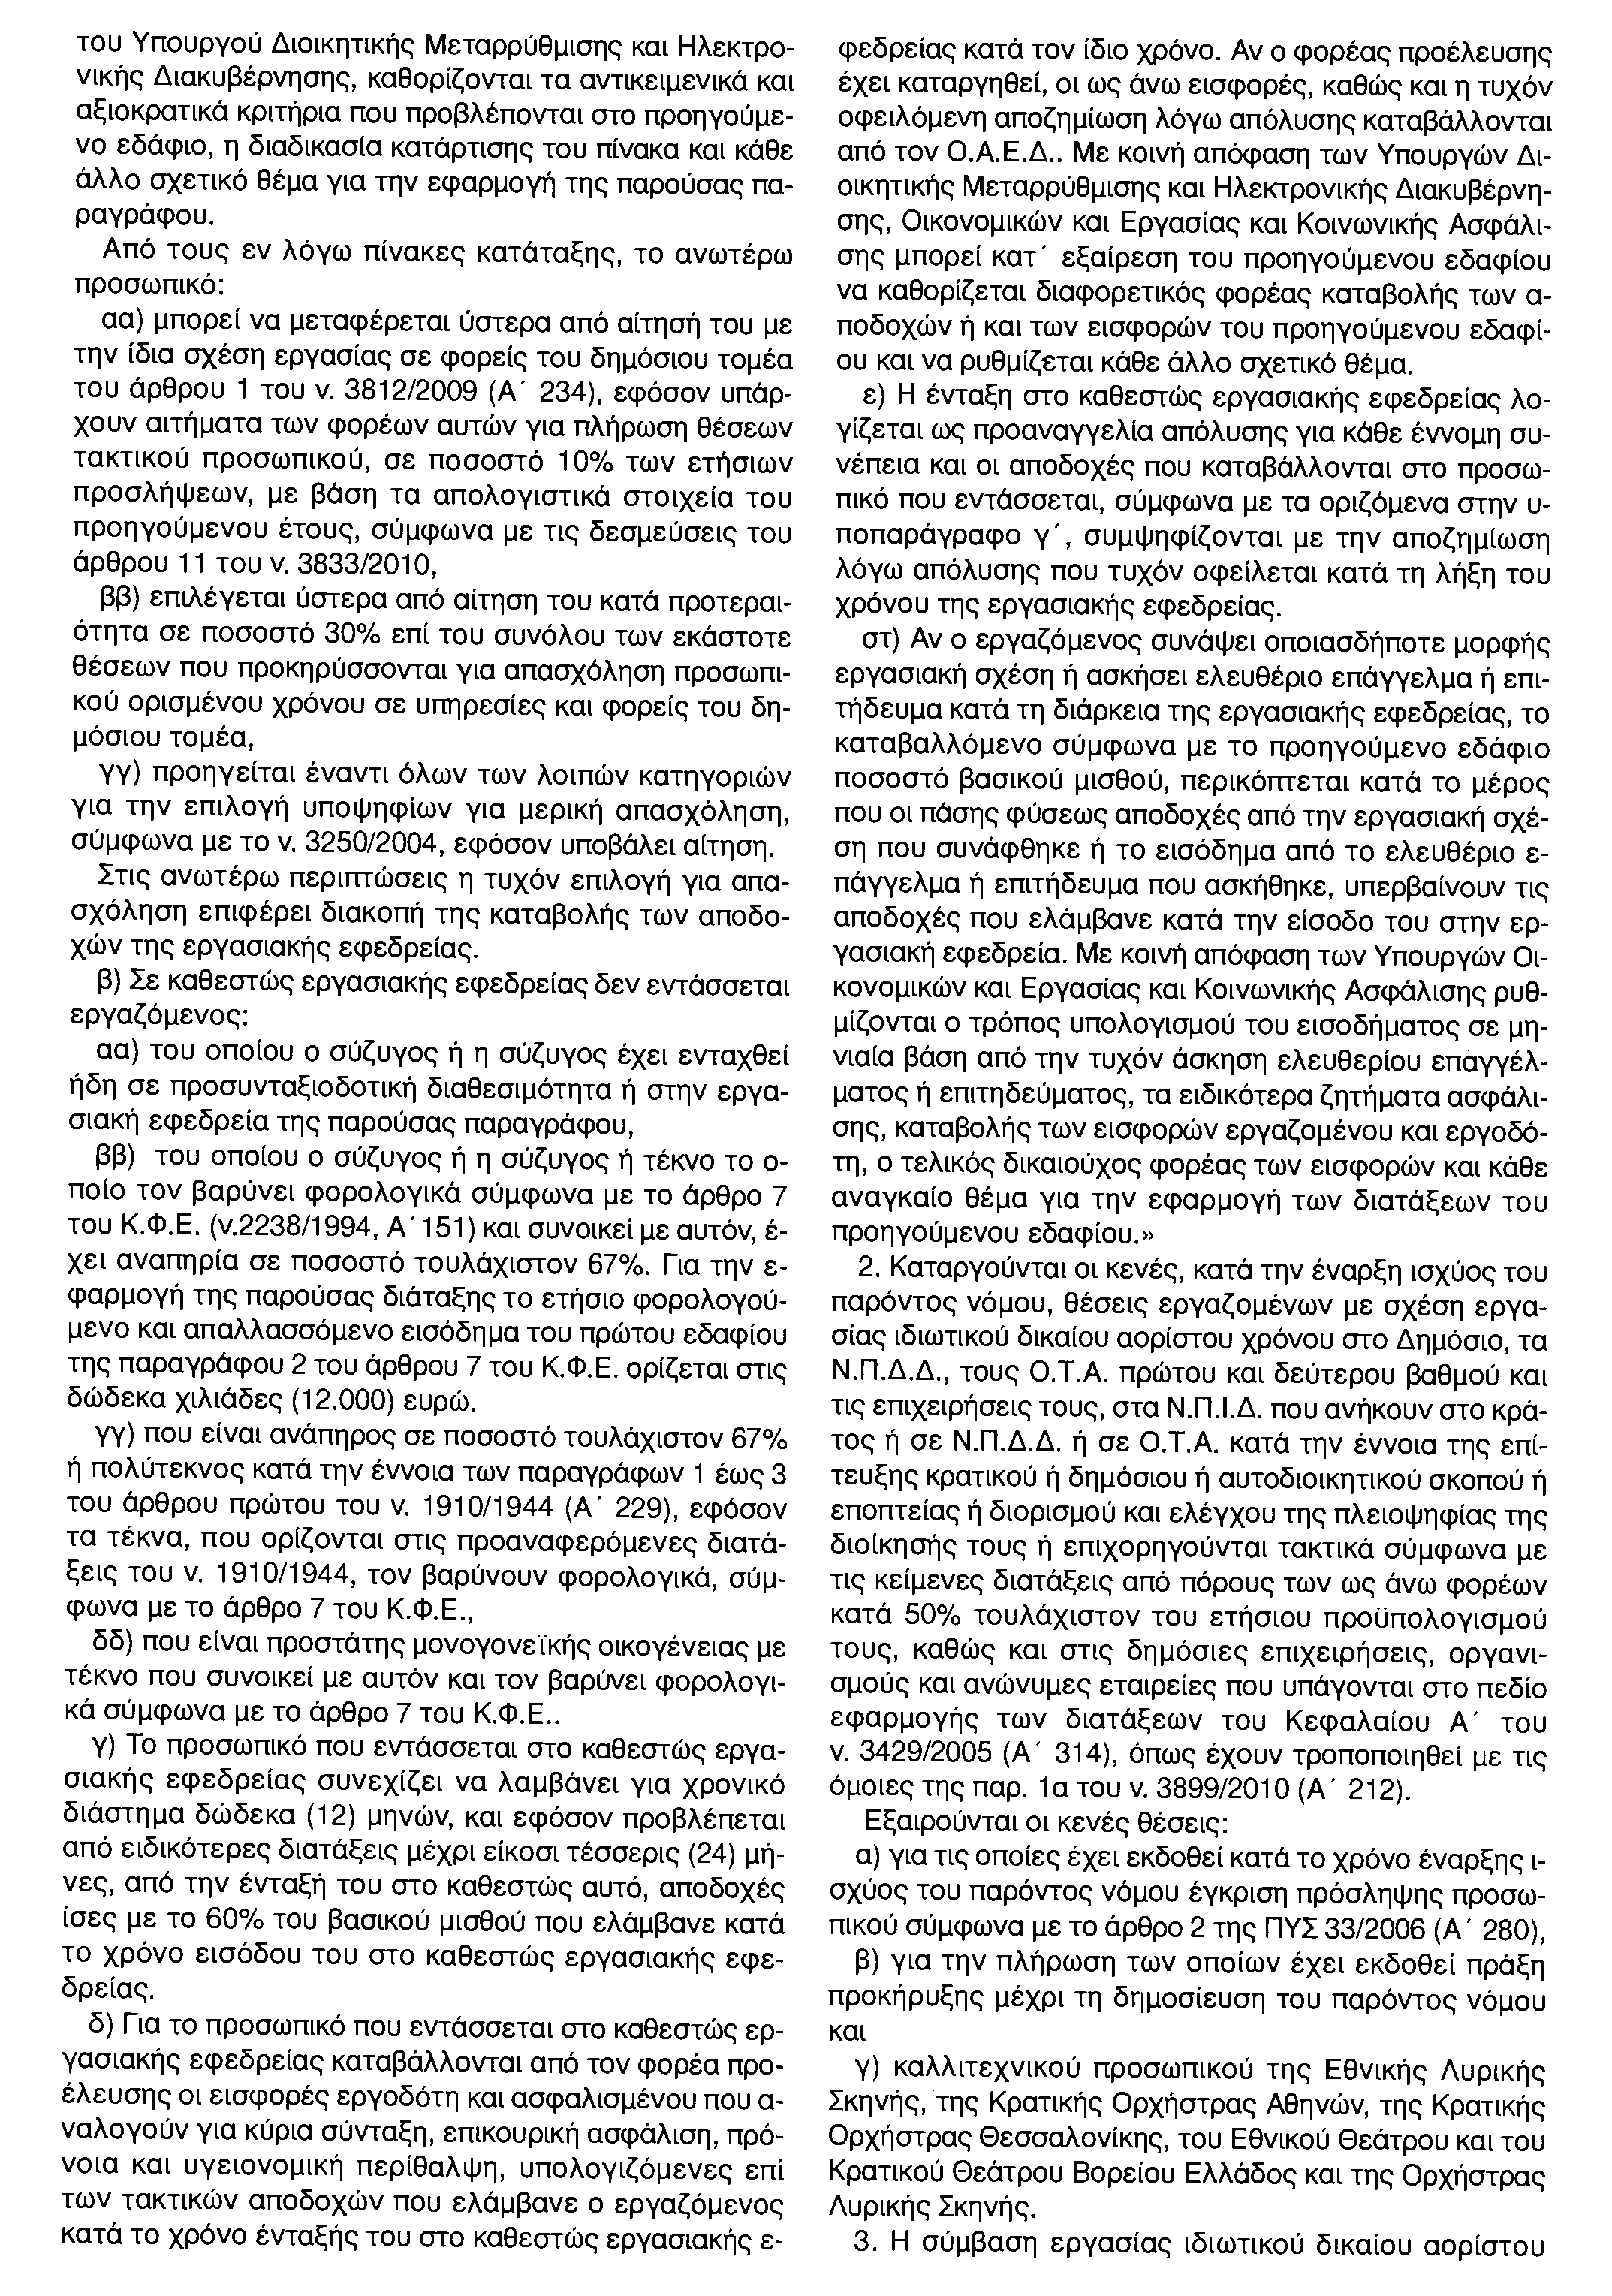 του Υπουργού Διοικητικής Μεταρρύθμισης και Ηλεκτρο-
νικής Διακυβέρνησης, καθορίζονται τα αντικειμενικά και
αξιοκρατικά κριτήρια που προβλέπονται στο προηγούμε-
νο εδάφιο, η διαδικασία κατάρτισης του πίνακα και κάθε
άλλο σχετικό θέμα για την εφαρμογή της παρούσας πα-
ραγράφου.
Από τους εν λόγω πίνακες κατάταξης, το ανωτέρω
προσωπικό:
αα) μπορεί να μεταφέρεται ύστερα από αίτησή του με
την ίδια σχέση εργασίας σε φορείς του δημόσιου τομέα
του άρθρου 1 του ν. 3812/2009 (Α΄ 234), εφόσον υπάρ-
χουν αιτήματα των φορέων αυτών για πλήρωση θέσεων
τακτικού προσωπικού, σε ποσοστό 10% των ετήσιων
προσλήψεων, με βάση τα απολογιστικά στοιχεία του
προηγούμενου έτους, σύμφωνα με τις δεσμεύσεις του
άρθρου 11 του ν. 3833/2010,
ββ) επιλέγεται ύστερα από αίτηση του κατά προτεραι-
ότητα σε ποσοστό 30% επί του συνόλου των εκάστοτε
θέσεων που προκηρύσσονται για απασχόληση προσωπι-
κού ορισμένου χρόνου σε υπηρεσίες και φορείς του δη-
μόσιου τομέα,
γγ) προηγείται έναντι όλων των λοιπών κατηγοριών
για την επιλογή υποψηφίων για μερική απασχόληση,
σύμφωνα με το ν. 3250/2004, εφόσον υποβάλει αίτηση.
Στις ανωτέρω περιπτώσεις η τυχόν επιλογή για απα-
σχόληση επιφέρει διακοπή της καταβολής των αποδο-
χών της εργασιακής εφεδρείας.
β) Σε καθεστώς εργασιακής εφεδρείας δεν εντάσσεται
εργαζόμενος:
αα) του οποίου ο σύζυγος ή η σύζυγος έχει ενταχθεί
ήδη σε προσυνταξιοδοτική διαθεσιμότητα ή στην εργα-
σιακή εφεδρεία της παρούσας παραγράφου,
ββ) του οποίου ο σύζυγος ή η σύζυγος ή τέκνο το ο-
ποίο τον βαρύνει φορολογικά σύμφωνα με το άρθρο 7
του Κ.Φ.Ε. (ν.2238/1994, Α΄151) και συνοικεί με αυτόν, έ-
χει αναπηρία σε ποσοστό τουλάχιστον 67%. Για την ε-
φαρμογή της παρούσας διάταξης το ετήσιο φορολογού-
μενο και απαλλασσόμενο εισόδημα του πρώτου εδαφίου
της παραγράφου 2 του άρθρου 7 του Κ.Φ.Ε. ορίζεται στις
δώδεκα χιλιάδες (12.000) ευρώ.
γγ) που είναι ανάπηρος σε ποσοστό τουλάχιστον 67%
ή πολύτεκνος κατά την έννοια των παραγράφων 1 έως 3
του άρθρου πρώτου του ν. 1910/1944 (Α΄ 229), εφόσον
τα τέκνα, που ορίζονται στις προαναφερόμενες διατά-
ξεις του ν. 1910/1944, τον βαρύνουν φορολογικά, σύμ-
φωνα με το άρθρο 7 του Κ.Φ.Ε.,
δδ) που είναι προστάτης μονογονεϊκής οικογένειας με
τέκνο που συνοικεί με αυτόν και τον βαρύνει φορολογι-
κά σύμφωνα με το άρθρο 7 του Κ.Φ.Ε..
γ) Το προσωπικό που εντάσσεται στο καθεστώς εργα-
σιακής εφεδρείας συνεχίζει να λαμβάνει για χρονικό
διάστημα δώδεκα (12) μηνών, και εφόσον προβλέπεται
από ειδικότερες διατάξεις μέχρι είκοσι τέσσερις (24) μή-
νες, από την ένταξή του στο καθεστώς αυτό, αποδοχές
ίσες με το 60% του βασικού μισθού που ελάμβανε κατά
το χρόνο εισόδου του στο καθεστώς εργασιακής εφε-
δρείας.
δ) Για το προσωπικό που εντάσσεται στο καθεστώς ερ-
γασιακής εφεδρείας καταβάλλονται από τον φορέα προ-
έλευσης οι εισφορές εργοδότη και ασφαλισμένου που α-
ναλογούν για κύρια σύνταξη, επικουρική ασφάλιση, πρό-
νοια και υγειονομική περίθαλψη, υπολογιζόμενες επί
των τακτικών αποδοχών που ελάμβανε ο εργαζόμενος
κατά το χρόνο ένταξής του στο καθεστώς εργασιακής ε-
φεδρείας κατά τον ίδιο χρόνο. Αν ο φορέας προέλευσης
έχει καταργηθεί, οι ως άνω εισφορές, καθώς και η τυχόν
οφειλόμενη αποζημίωση λόγω απόλυσης καταβάλλονται
από τον Ο.Α.Ε.Δ.. Με κοινή απόφαση των Υπουργών Δι-
οικητικής Μεταρρύθμισης και Ηλεκτρονικής Διακυβέρνη-
σης, Οικονομικών και Εργασίας και Κοινωνικής Ασφάλι-
σης μπορεί κατ΄ εξαίρεση του προηγούμενου εδαφίου
να καθορίζεται διαφορετικός φορέας καταβολής των α-
ποδοχών ή και των εισφορών του προηγούμενου εδαφί-
ου και να ρυθμίζεται κάθε άλλο σχετικό θέμα.
ε) Η ένταξη στο καθεστώς εργασιακής εφεδρείας λο-
γίζεται ως προαναγγελία απόλυσης για κάθε έννομη συ-
νέπεια και οι αποδοχές που καταβάλλονται στο προσω-
πικό που εντάσσεται, σύμφωνα με τα οριζόμενα στην υ-
ποπαράγραφο γ΄, συμψηφίζονται με την αποζημίωση
λόγω απόλυσης που τυχόν οφείλεται κατά τη λήξη του
χρόνου της εργασιακής εφεδρείας.
στ) Αν ο εργαζόμενος συνάψει οποιασδήποτε μορφής
εργασιακή σχέση ή ασκήσει ελευθέριο επάγγελμα ή επι-
τήδευμα κατά τη διάρκεια της εργασιακής εφεδρείας, το
καταβαλλόμενο σύμφωνα με το προηγούμενο εδάφιο
ποσοστό βασικού μισθού, περικόπτεται κατά το μέρος
που οι πάσης φύσεως αποδοχές από την εργασιακή σχέ-
ση που συνάφθηκε ή το εισόδημα από το ελευθέριο ε-
πάγγελμα ή επιτήδευμα που ασκήθηκε, υπερβαίνουν τις
αποδοχές που ελάμβανε κατά την είσοδο του στην ερ-
γασιακή εφεδρεία. Με κοινή απόφαση των Υπουργών Οι-
κονομικών και Εργασίας και Κοινωνικής Ασφάλισης ρυθ-
μίζονται ο τρόπος υπολογισμού του εισοδήματος σε μη-
νιαία βάση από την τυχόν άσκηση ελευθερίου επαγγέλ-
ματος ή επιτηδεύματος, τα ειδικότερα ζητήματα ασφάλι-
σης, καταβολής των εισφορών εργαζομένου και εργοδό-
τη, ο τελικός δικαιούχος φορέας των εισφορών και κάθε
αναγκαίο θέμα για την εφαρμογή των διατάξεων του
προηγούμενου εδαφίου.»
2. Καταργούνται οι κενές, κατά την έναρξη ισχύος του
παρόντος νόμου, θέσεις εργαζομένων με σχέση εργα-
σίας ιδιωτικού δικαίου αορίστου χρόνου στο Δημόσιο, τα
Ν.Π.Δ.Δ., τους Ο.Τ.Α. πρώτου και δεύτερου βαθμού και
τις επιχειρήσεις τους, στα Ν.Π.Ι.Δ. που ανήκουν στο κρά-
τος ή σε Ν.Π.Δ.Δ. ή σε Ο.Τ.Α. κατά την έννοια της επί-
τευξης κρατικού ή δημόσιου ή αυτοδιοικητικού σκοπού ή
εποπτείας ή διορισμού και ελέγχου της πλειοψηφίας της
διοίκησής τους ή επιχορηγούνται τακτικά σύμφωνα με
τις κείμενες διατάξεις από πόρους των ως άνω φορέων
κατά 50% τουλάχιστον του ετήσιου προϋπολογισμού
τους, καθώς και στις δημόσιες επιχειρήσεις, οργανι-
σμούς και ανώνυμες εταιρείες που υπάγονται στο πεδίο
εφαρμογής των διατάξεων του Κεφαλαίου Α΄ του
ν. 3429/2005 (Α΄ 314), όπως έχουν τροποποιηθεί με τις
όμοιες της παρ. 1α του ν. 3899/2010 (Α΄ 212).
Εξαιρούνται οι κενές θέσεις:
α) για τις οποίες έχει εκδοθεί κατά το χρόνο έναρξης ι-
σχύος του παρόντος νόμου έγκριση πρόσληψης προσω-
πικού σύμφωνα με το άρθρο 2 της ΠΥΣ 33/2006 (Α΄ 280),
β) για την πλήρωση των οποίων έχει εκδοθεί πράξη
προκήρυξης μέχρι τη δημοσίευση του παρόντος νόμου
και
γ) καλλιτεχνικού προσωπικού της Εθνικής Λυρικής
Σκηνής, της Κρατικής Ορχήστρας Αθηνών, της Κρατικής
Ορχήστρας Θεσσαλονίκης, του Εθνικού Θεάτρου και του
Κρατικού Θεάτρου Βορείου Ελλάδος και της Ορχήστρας
Λυρικής Σκηνής.
3. Η σύμβαση εργασίας ιδιωτικού δικαίου αορίστου